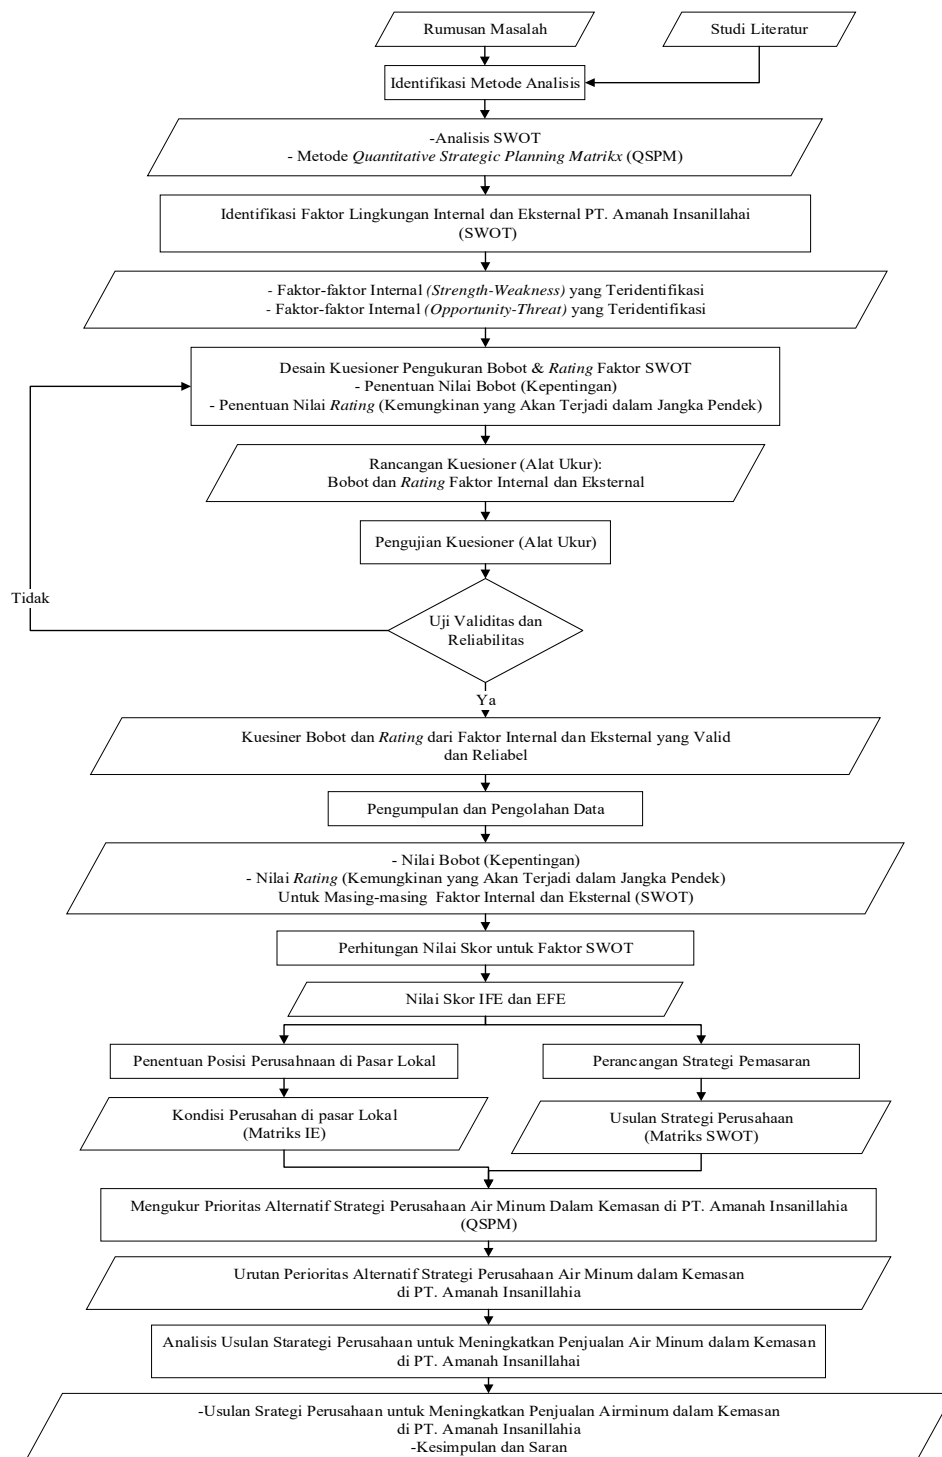 Rumusan Masalah
Studi Literatur
Identifikasi Metode Analisis
-Analisis SWOT
- Metode Quantitative Strategic Planning Matrikx (QSPM)
Identifikasi Faktor Lingkungan Internal dan Eksternal PT. Amanah Insanillahai
(SWOT)
- Faktor-faktor Internal (Strength-Weakness) yang Teridentifikasi
- Faktor-faktor Internal (Opportunity-Threat) yang Teridentifikasi
Desain Kuesioner Pengukuran Bobot & Rating Faktor SWOT
- Penentuan Nilai Bobot (Kepentingan)
- Penentuan Nilai Rating (Kemungkinan yang Akan Terjadi dalam Jangka Pendek)
Rancangan Kuesioner (Alat Ukur):
Bobot dan Rating Faktor Internal dan Eksternal
Pengujian Kuesioner (Alat Ukur)
Tidak
Uji Validitas dan
Reliabilitas
Ya
Kuesiner Bobot dan Rating dari Faktor Internal dan Eksternal yang Valid
dan Reliabel
Pengumpulan dan Pengolahan Data
- Nilai Bobot (Kepentingan)
- Nilai Rating (Kemungkinan yang Akan Terjadi dalam Jangka Pendek)
Untuk Masing-masing Faktor Internal dan Eksternal (SWOT)
Perhitungan Nilai Skor untuk Faktor SWOT
Nilai Skor IFE dan EFE
Penentuan Posisi Perusahnaan di Pasar Lokal
Perancangan Strategi Pemasaran
Kondisi Perusahan di pasar Lokal
(Matriks IE)
Usulan Strategi Perusahaan
(Matriks SWOT)
Mengukur Prioritas Alternatif Strategi Perusahaan Air Minum Dalam Kemasan di PT. Amanah Insanillahia
(QSPM)
Urutan Perioritas Alternatif Strategi Perusahaan Air Minum dalam Kemasan
di PT. Amanah Insanillahia
Analisis Usulan Starategi Perusahaan untuk Meningkatkan Penjualan Air Minum dalam Kemasan
di PT. Amanah Insanillahai
-Usulan Srategi Perusahaan untuk Meningkatkan Penjualan Airminum dalam Kemasan
di PT. Amanah Insanillahia
-Kesimpulan dan Saran